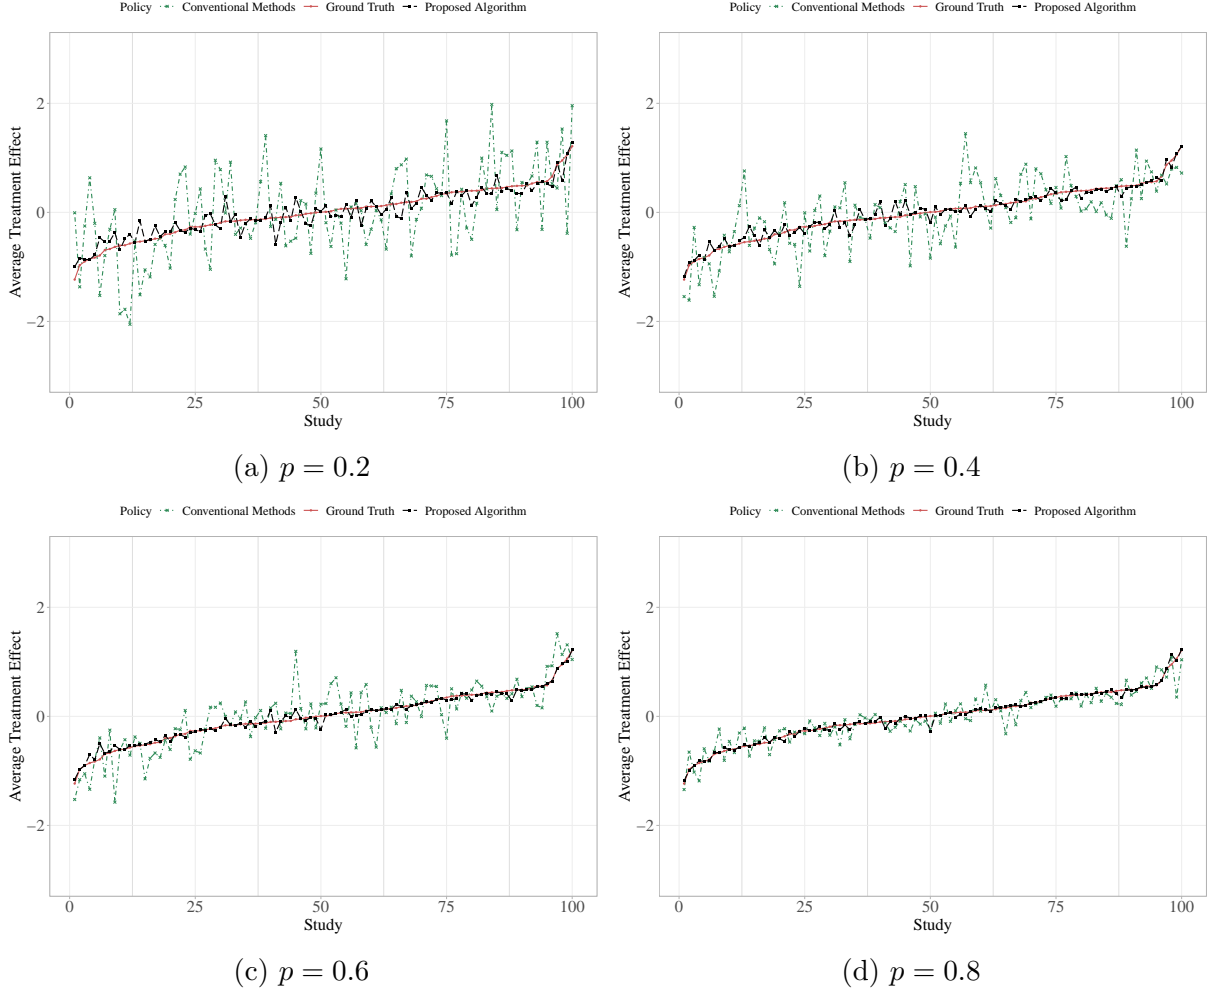 Policy Conventional Methods Ground Truth Proposed Algorithm
Average Treatment Effect
2
0
−2
0 25 50 75 100
Study
(a) p = 0.2
Policy Conventional Methods Ground Truth Proposed Algorithm
Average Treatment Effect
2
0
−2
0 25 50 75 100
Study
(b) p = 0.4
Policy Conventional Methods Ground Truth Proposed Algorithm
Average Treatment Effect
2
0
−2
0 25 50 75 100
Study
(c) p = 0.6
Policy Conventional Methods Ground Truth Proposed Algorithm
Average Treatment Effect
2
0
−2
0 25 50 75 100
Study
(d) p = 0.8